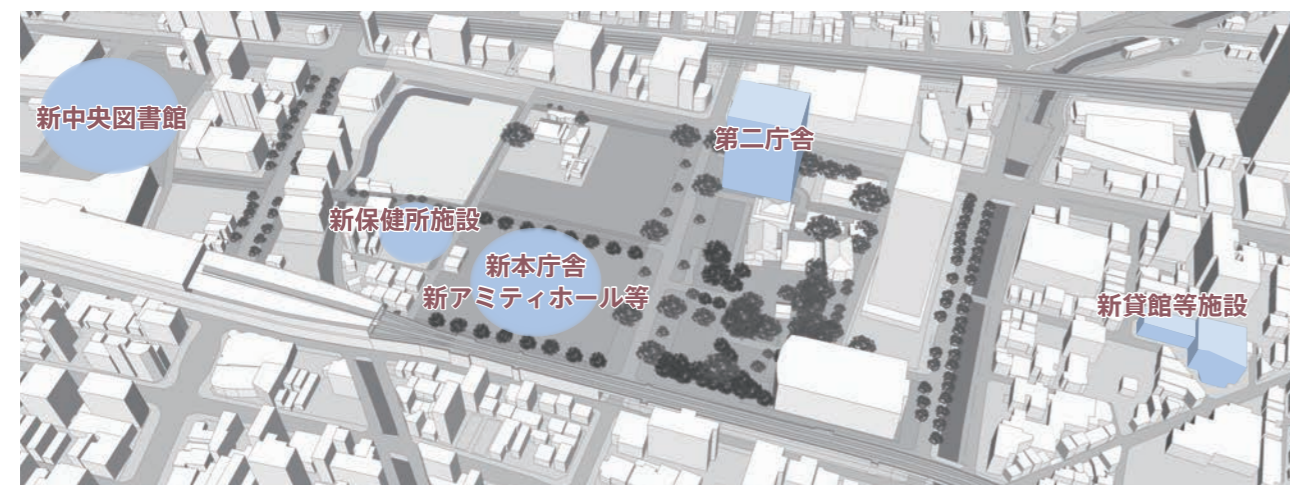 新中央図書館
第二庁舎
新保健所施設
新本庁舎
新アミティホール等
新貸館等施設